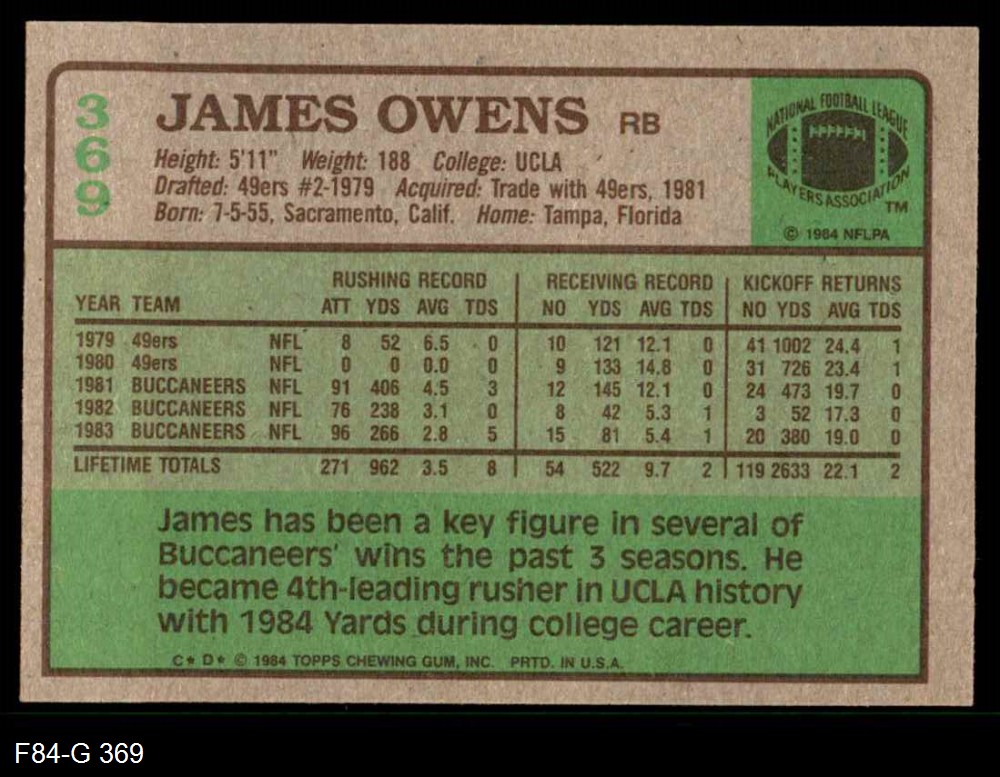 369
JAMES OWENS RB
Height: 5'11" Weight: 188 College: UCLA
Drafted: 49ers #2-1979 Acquired: Trade with 49ers, 1981
Born: 7-5-55, Sacramento, Calif. Home: Tampa, Florida
NATIONAL FOOTBALL LEAGUE
PLAYERS ASSOCIATION TM
© 1984 NFLPA
RUSHING RECORD RECEIVING RECORD KICKOFF RETURNS
YEAR TEAM ATT YDS AVG TDS NO YDS AVG TDS NO YDS AVG TDS
1979 49ers NFL 8 52 6.5 0 10 121 12.1 0 41 1002 24.4 1
1980 49ers NFL 0 0 0.0 0 9 133 14.8 0 31 726 23.4 1
1981 BUCCANEERS NFL 91 406 4.5 3 12 145 12.1 0 24 473 19.7 0
1982 BUCCANEERS NFL 76 238 3.1 0 8 42 5.3 1 3 52 17.3 0
1983 BUCCANEERS NFL 96 266 2.8 5 15 81 5.4 1 20 380 19.0 0
LIFETIME TOTALS 271 962 3.5 8 54 522 9.7 2 119 2633 22.1 2
James has been a key figure in several of
Buccaneers' wins the past 3 seasons. He
became 4th-leading rusher in UCLA history
with 1984 Yards during college career.
C* D* © 1984 TOPPS CHEWING GUM, INC. PRTD. IN U.S.A.
F84-G 369